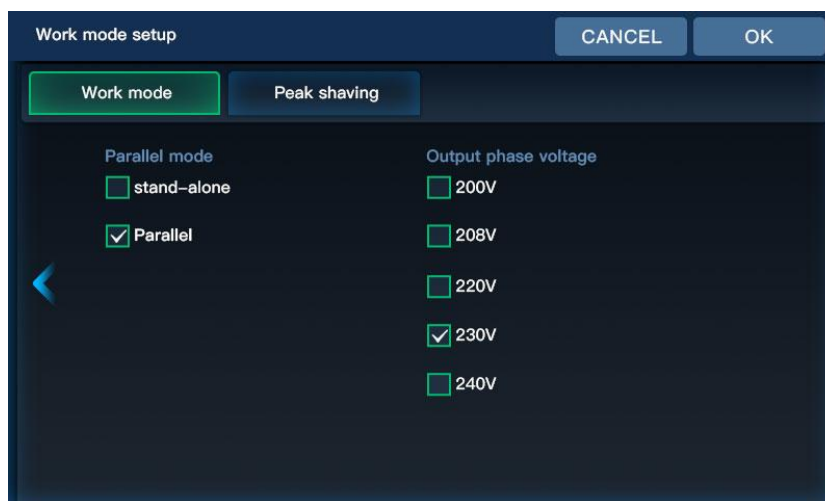 Work mode setup
CANCEL
OK
Work mode
Peak shaving
Parallel mode
Output phase voltage
stand-alone
200V
Parallel
208V
220V
230V
240V